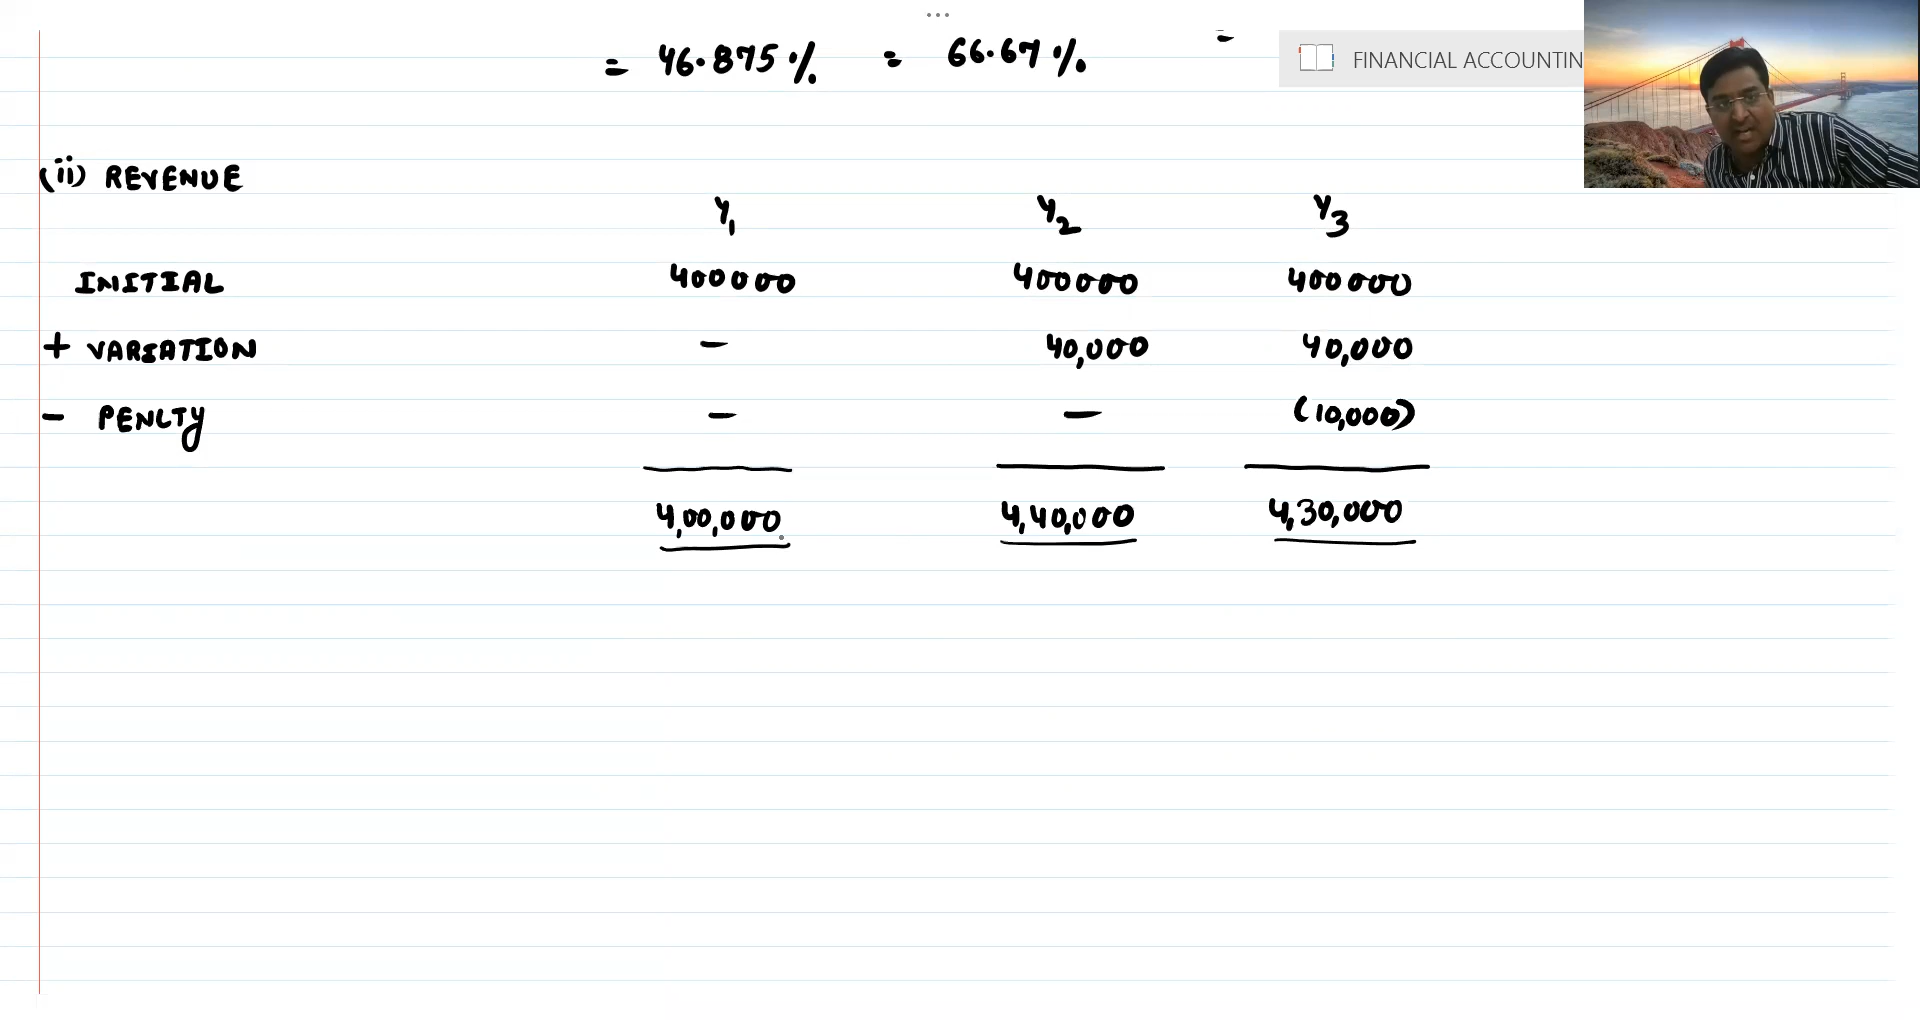 = 46.875% = 66.67% =
FINANCIAL ACCOUNTIN
(ii) REVENUE
Y1 Y2 Y3
INITIAL 400000 400000 400000
+ VARIATION - 40,000 40,000
- PENLTY - - (10,000)
4,00,000 4,40,000 4,30,000